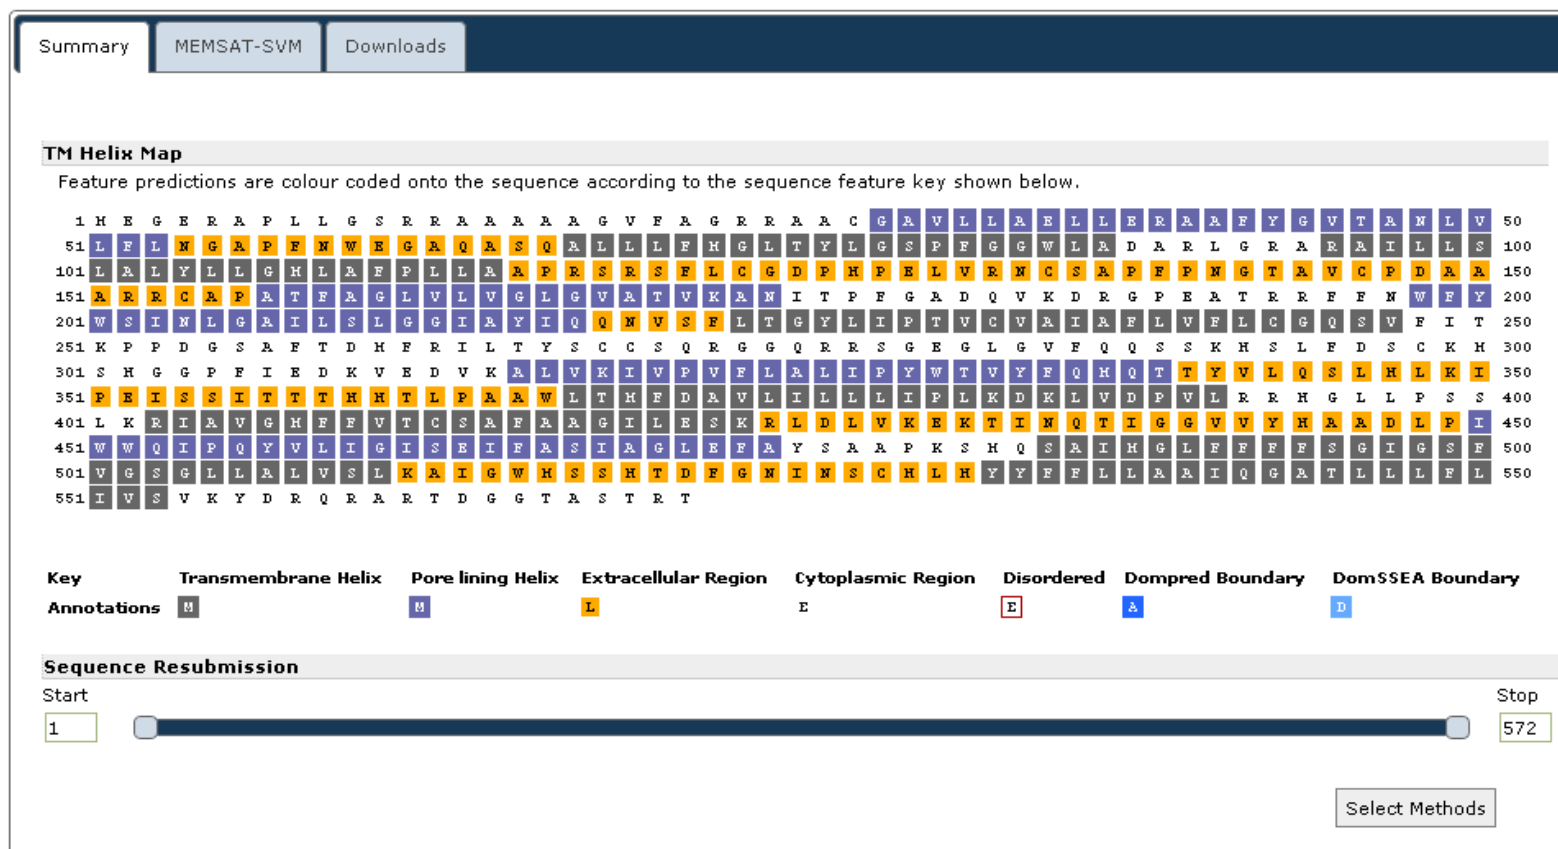 Summary
MEMSAT-SVM
Downloads
TM Helix Map
Feature predictions are colour coded onto the sequence according to the sequence feature key shown below.
1 M E G E R A P L L G S R R A A A A A G V F A G R R A A C G A V L L A E L L E R A A F Y G V T A N L V 50
51 L F L N G A P F N W E G A Q A S Q A L L L F M G L T Y L G S P F G G W L A D A R L G R A R A I L L S 100
101 L A L Y L L G M L A F P L L A A P R S R S F L C G D P H P E L V R N C S A P F P N G T A V C P D A A 150
151 A R R C A P A T F A G L V L V G L G V A T V K A N I T P F G A D Q V K D R G P E A T R R F F N W F Y 200
201 W S I N L G A I L S L G G I A Y I Q Q N V S F L T G Y L I P T V C V A I A F L V F L C G Q S V F I T 250
251 K P P D G S A F T D M F R I L T Y S C C S Q R G G Q R R S G E G L G V F Q Q S S K H S L F D S C K M 300
301 S H G G P F I E D K V E D V K A L V K I V P V F L A L I P Y W T V Y F Q M Q T T Y V L Q S L H L K I 350
351 P E I S S I T T T M H T L P A A W L T M F D A V L I L L L I P L K D K L V D P V L R R H G L L P S S 400
401 L K R I A V G M F F V T C S A F A A G I L E S K R L D L V K E K T I N Q T I G G V V Y H A A D L P I 450
451 W W Q I P Q Y V L I G I S E I F A S I A G L E F A Y S A A P K S M Q S A I M G L F F F F S G I G S F 500
501 V G S G L L A L V S L K A I G W M S S H T D F G N I N S C H L H Y Y F F L L A A I Q G A T L L L F L 550
551 I V S V K Y D R Q R A R T D G G T A S T R T
Key Transmembrane Helix Pore lining Helix Extracellular Region Cytoplasmic Region Disordered Dompred Boundary DomSSEA Boundary
Annotations M M L E E A D
Sequence Resubmission
Start Stop
1 572
Select Methods